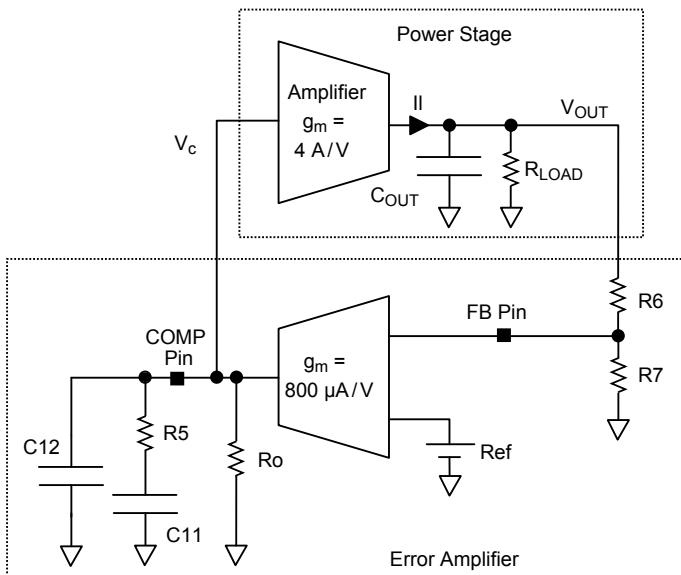 Power Stage
Amplifier
gm =
4 A/V
Il
VOUT
Vc
COUT
RLOAD
R6
FB Pin
COMP
Pin
gm =
800 µA/V
R7
R5
C12
Ro
Ref
C11
Error Amplifier